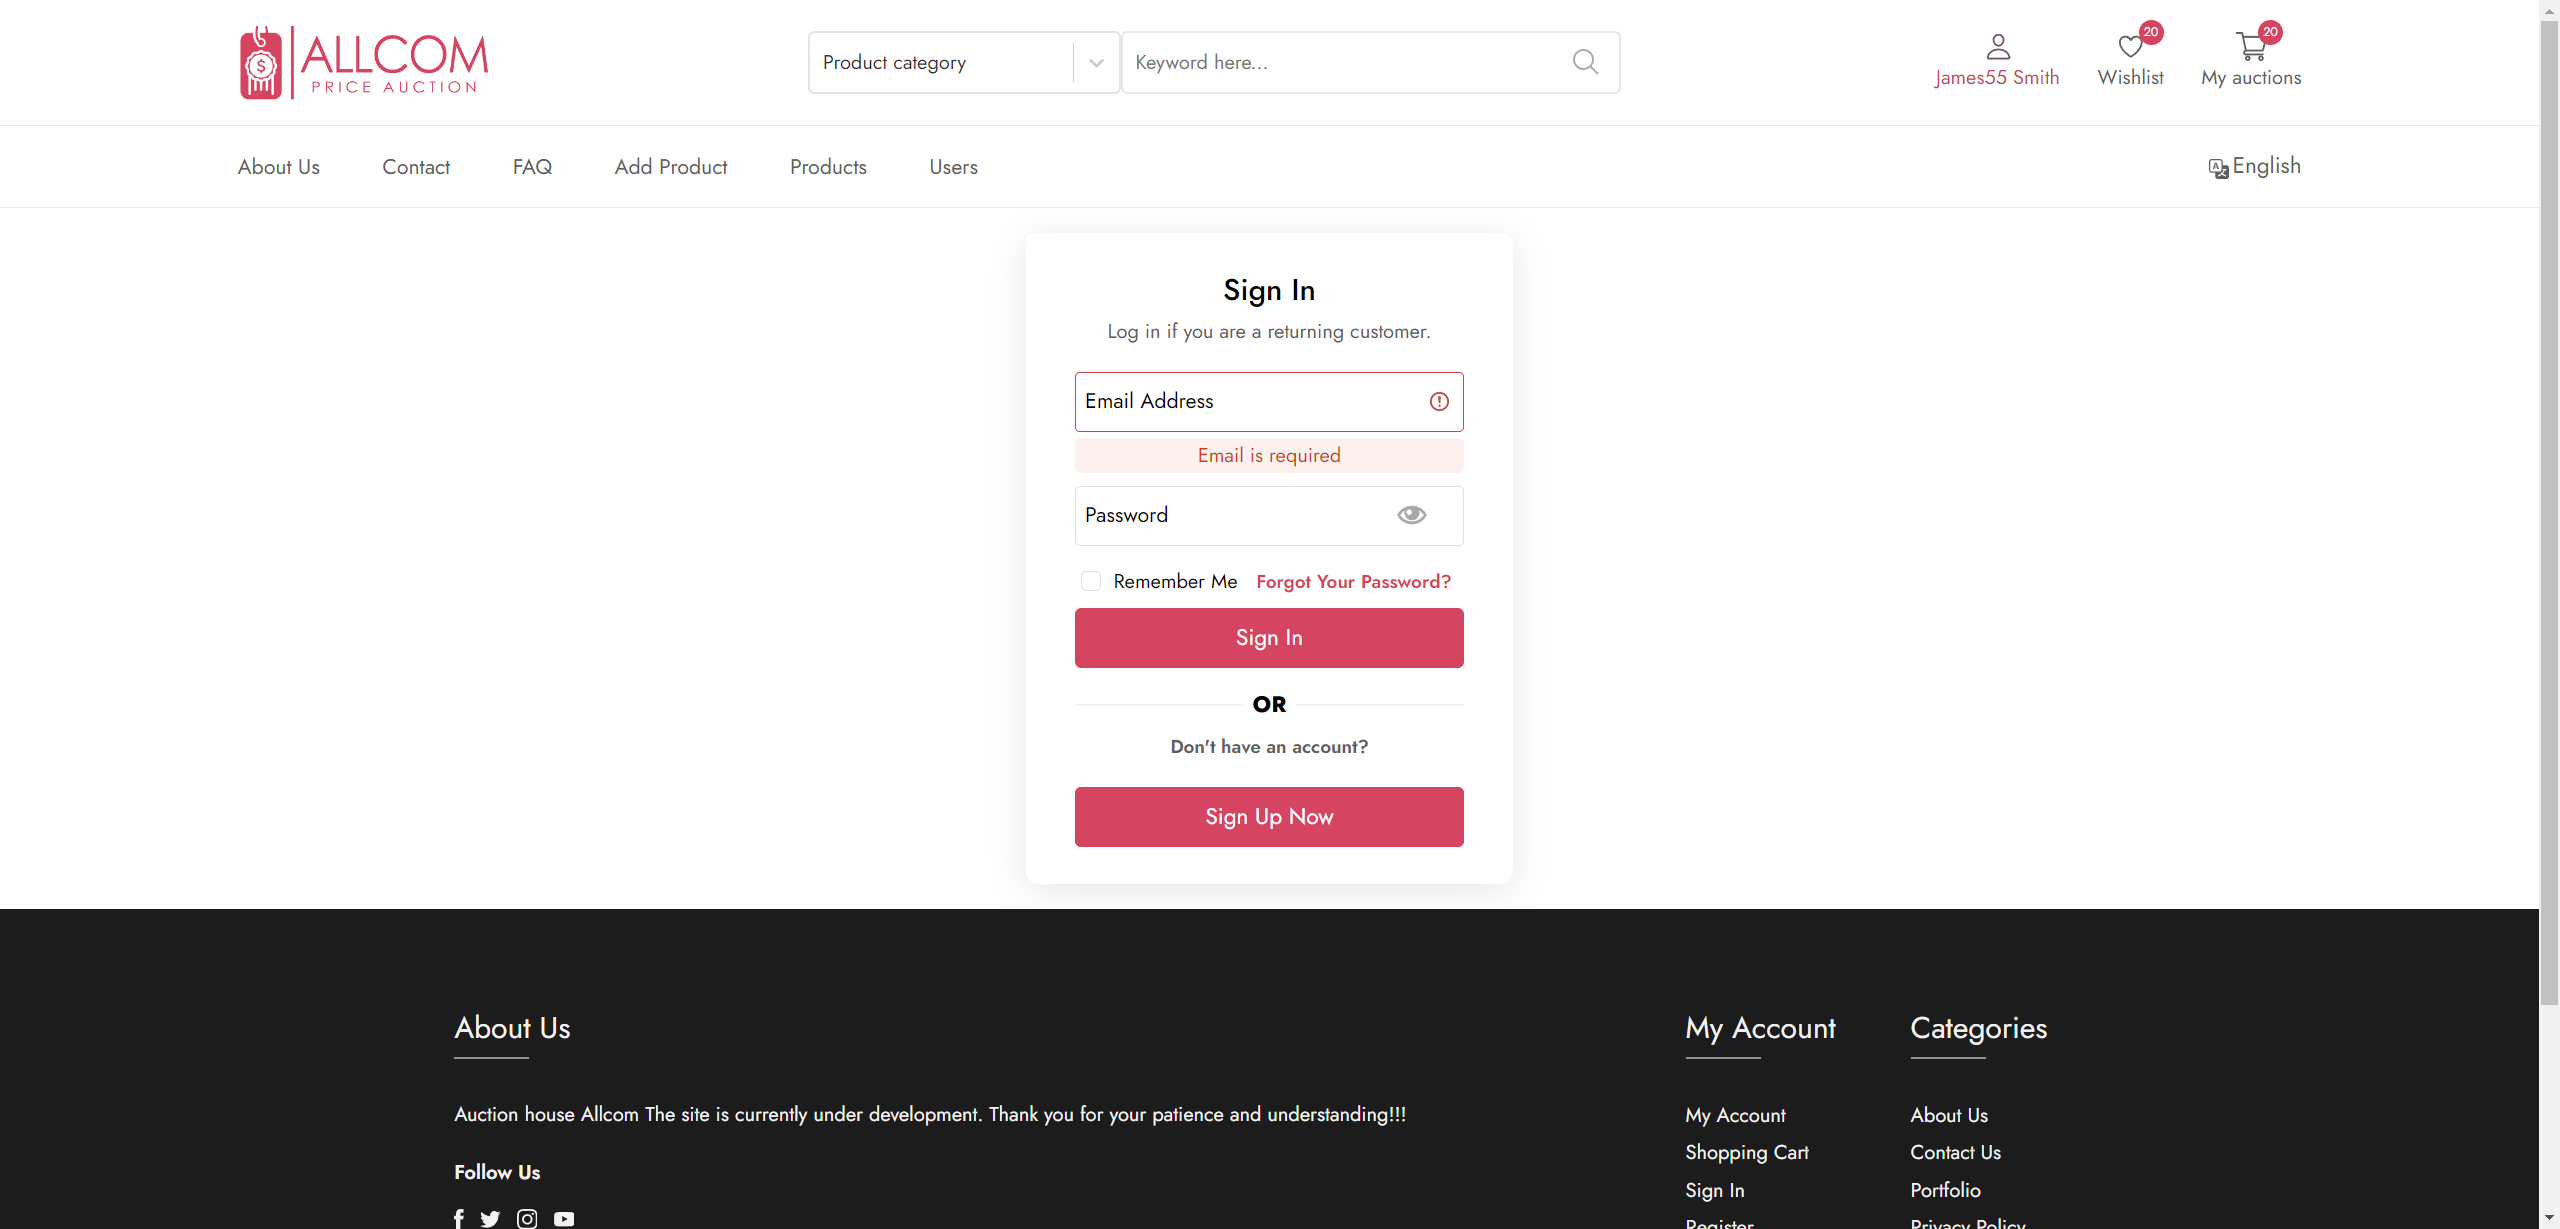 ALLCOM
PRICE AUCTION
Product category
Keyword here...
James55 Smith
20
Wishlist
20
My auctions
About Us
Contact
FAQ
Add Product
Products
Users
English
Sign In
Log in if you are a returning customer.
Email Address
Email is required
Password
Remember Me
Forgot Your Password?
Sign In
OR
Don't have an account?
Sign Up Now
About Us
Auction house Allcom The site is currently under development. Thank you for your patience and understanding!!!
Follow Us
My Account
My Account
Shopping Cart
Sign In
Register
Categories
About Us
Contact Us
Portfolio
Privacy Policy